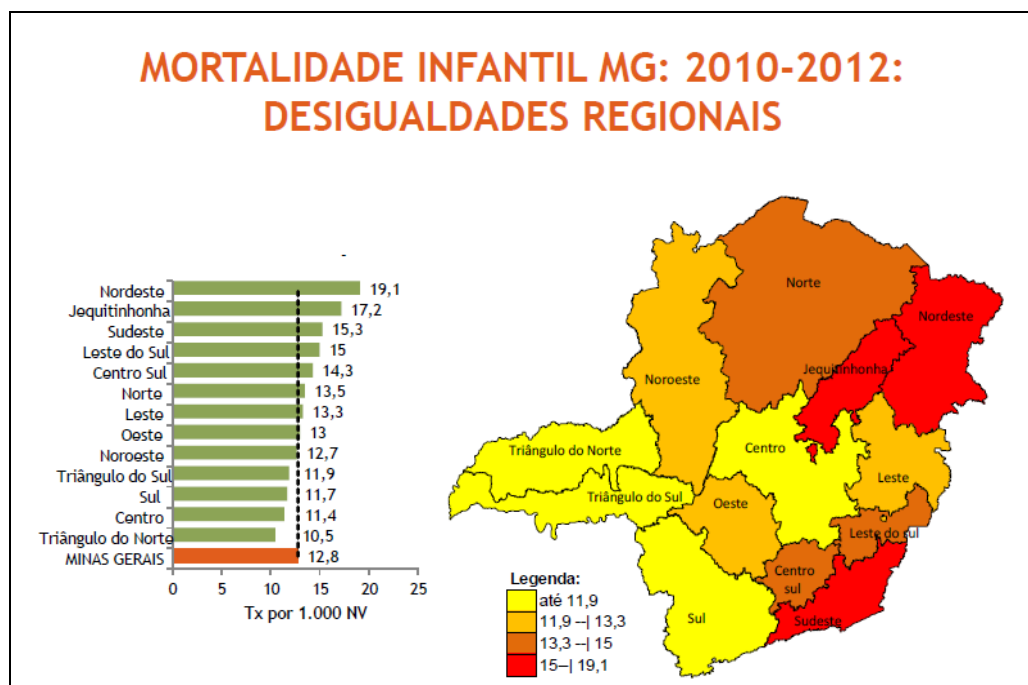 MORTALIDADE INFANTIL MG: 2010-2012:
DESIGUALDADES REGIONAIS
-
Nordeste 19,1
Jequitinhonha 17,2
Sudeste 15,3
Leste do Sul 15
Centro Sul 14,3
Norte 13,5
Leste 13,3
Oeste 13
Noroeste 12,7
Triângulo do Sul 11,9
Sul 11,7
Centro 11,4
Triângulo do Norte 10,5
MINAS GERAIS 12,8
0 5 10 15 20 25
Tx por 1.000 NV
Norte
Nordeste
Jequitinhonha
Noroeste
Triângulo do Norte
Centro
Leste
Triângulo do Sul
Oeste
Leste do sul
Centro
sul
Sul
Sudeste
Legenda:
até 11,9
11,9 --| 13,3
13,3 --| 15
15--| 19,1